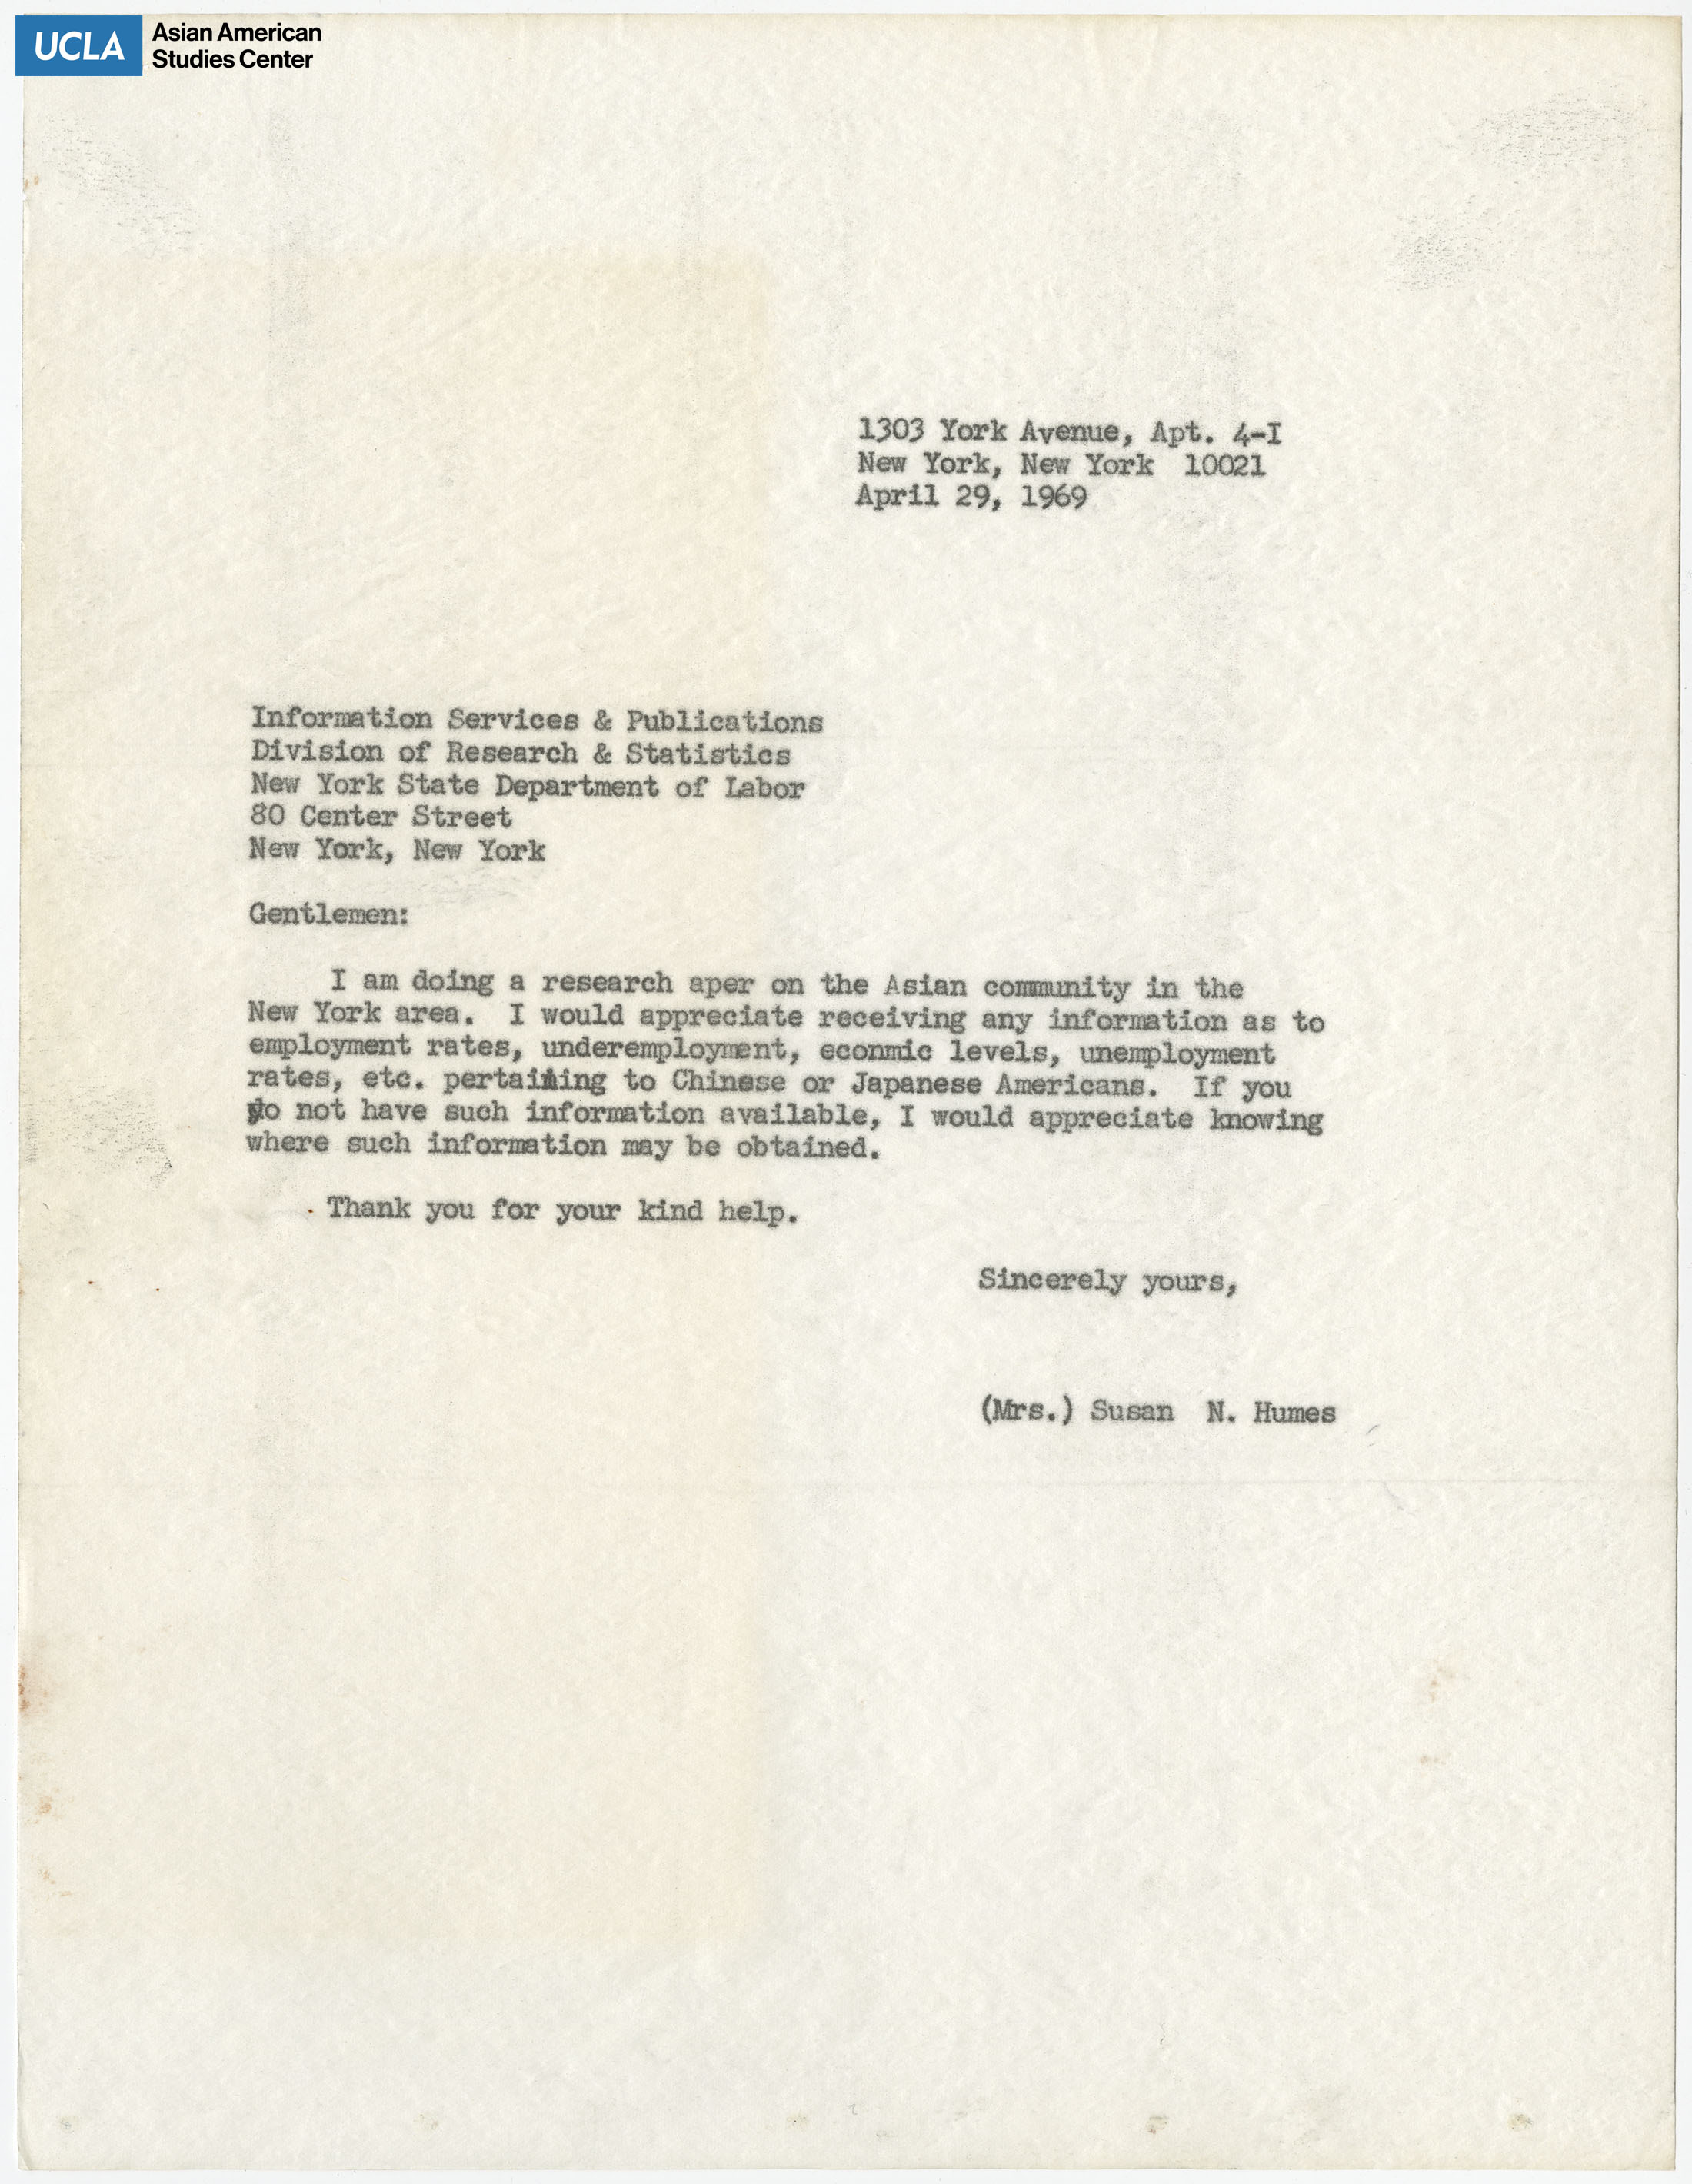 UCLA Asian American
Studies Center
1303 York Avenue, Apt. 4-I
New York, New York  10021
April 29, 1969
Information Services & Publications
Division of Research & Statistics
New York State Department of Labor
80 Center Street
New York, New York
Gentlemen:
I am doing a research aper on the Asian community in the
New York area.  I would appreciate receiving any information as to
employment rates, underemployment, econmic levels, unemployment
rates, etc. pertaining to Chinese or Japanese Americans.  If you
do not have such information available, I would appreciate knowing
where such information may be obtained.
Thank you for your kind help.
Sincerely yours,
(Mrs.) Susan  N. Humes